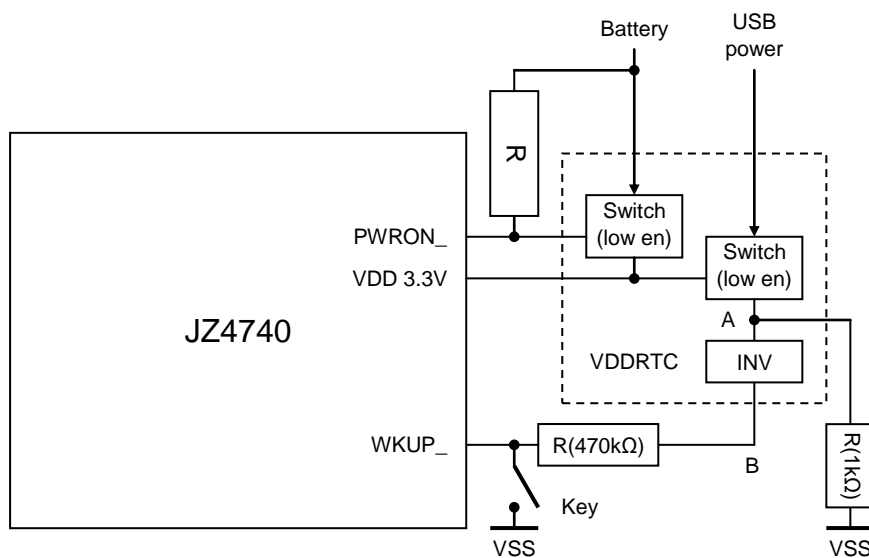 Battery
USB
power
R
Switch
(low en)
PWRON_
Switch
(low en)
VDD 3.3V
A
JZ4740
VDDRTC
INV
WKUP_
R(470kΩ)
B
R(1kΩ)
Key
VSS
VSS